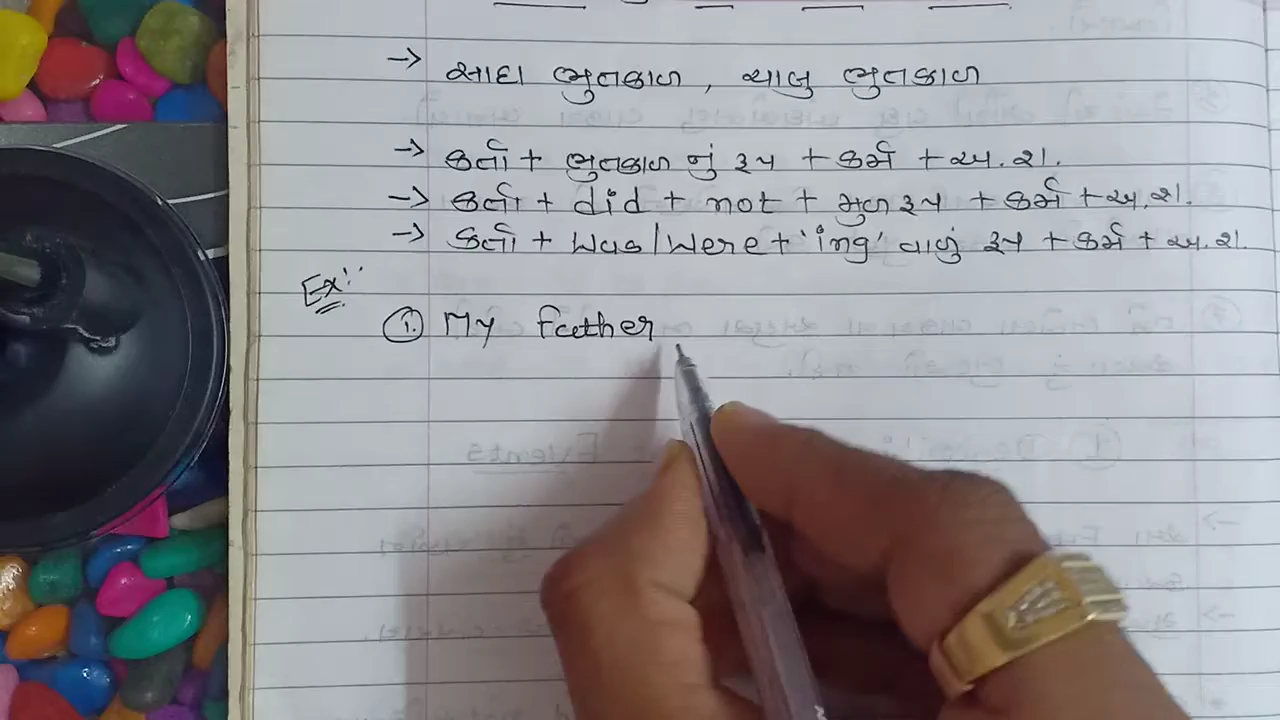 → સાદા ભુતકાળ, ચાલુ ભુતકાળ
→ કર્તા + ભુતકાળ નું રૂપ + કર્મ + અ.શ.
→ કર્તા + did + not + મુળ રૂપ + કર્મ + અ.શ.
→ કર્તા + was/were + 'ing' વાળું રૂપ + કર્મ + અ.શ.
Ex:
①. My father